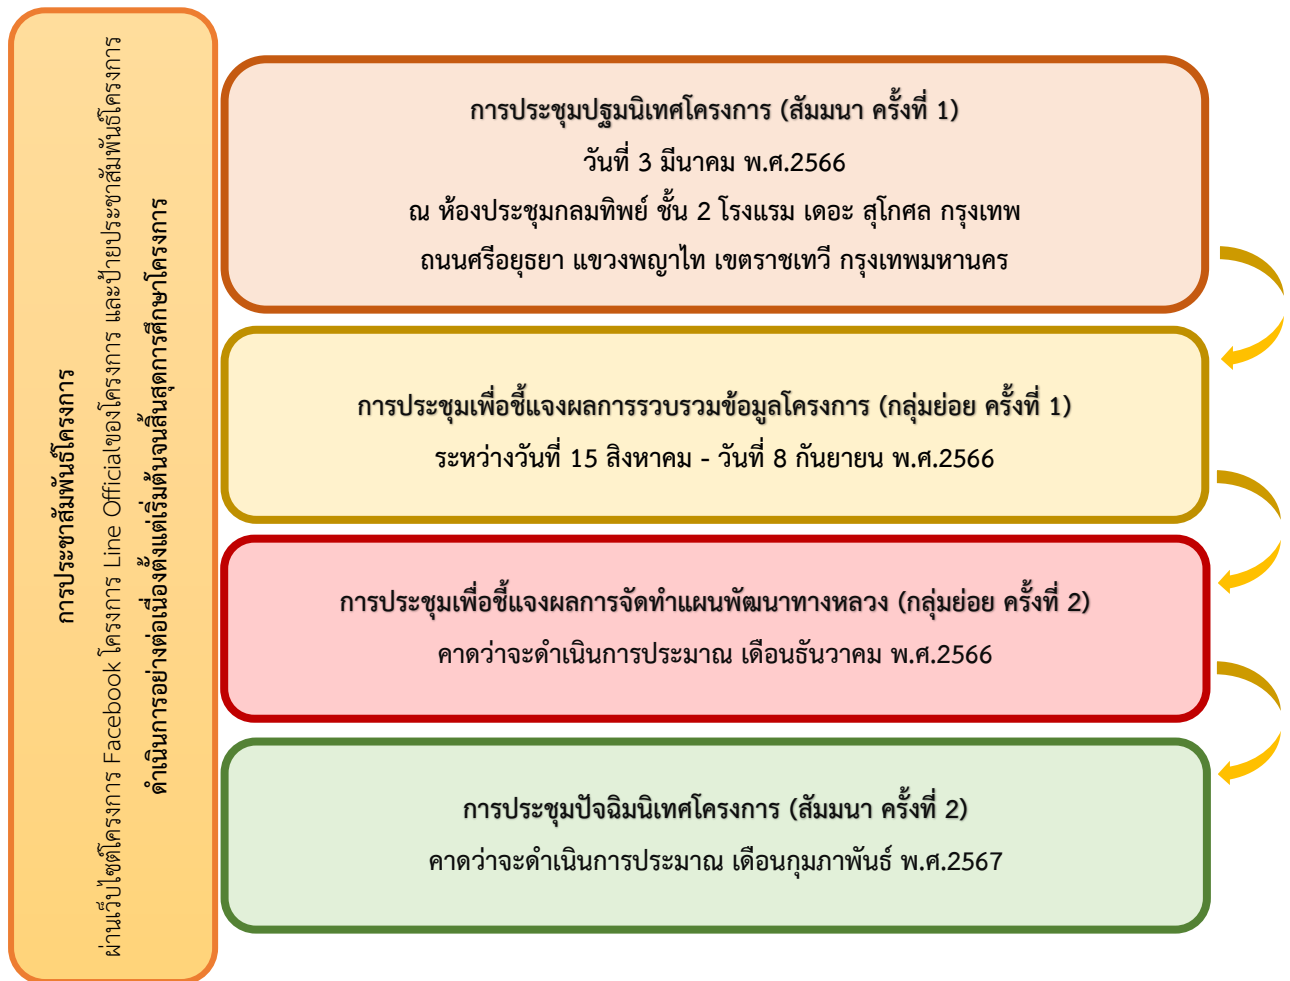 การประชาสัมพันธ์โครงการ
ผ่านเว็บไซต์โครงการ Facebook โครงการ Line Officialของโครงการ และป้ายประชาสัมพันธ์โครงการ
ดำเนินการอย่างต่อเนื่องตั้งแต่เริ่มต้นจนสิ้นสุดการศึกษาโครงการ
การประชุมปฐมนิเทศโครงการ (สัมมนา ครั้งที่ 1)
วันที่ 3 มีนาคม พ.ศ.2566
ณ ห้องประชุมกลมทิพย์ ชั้น 2 โรงแรม เดอะ สุโกศล กรุงเทพ
ถนนศรีอยุธยา แขวงพญาไท เขตราชเทวี กรุงเทพมหานคร
การประชุมเพื่อชี้แจงผลการรวบรวมข้อมูลโครงการ (กลุ่มย่อย ครั้งที่ 1)
ระหว่างวันที่ 15 สิงหาคม - วันที่ 8 กันยายน พ.ศ.2566
การประชุมเพื่อชี้แจงผลการจัดทำแผนพัฒนาทางหลวง (กลุ่มย่อย ครั้งที่ 2)
คาดว่าจะดำเนินการประมาณ เดือนธันวาคม พ.ศ.2566
การประชุมปัจฉิมนิเทศโครงการ (สัมมนา ครั้งที่ 2)
คาดว่าจะดำเนินการประมาณ เดือนกุมภาพันธ์ พ.ศ.2567